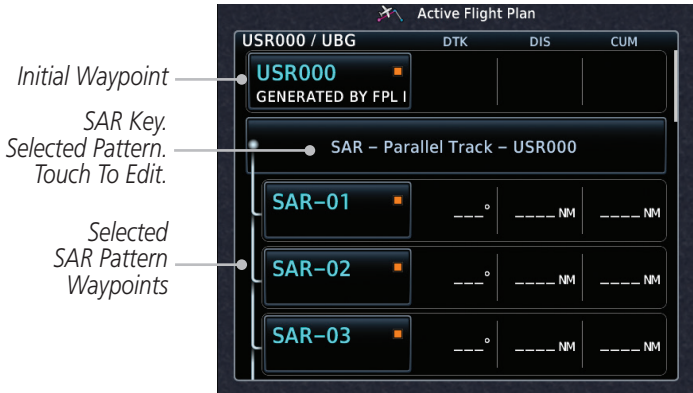 Active Flight Plan
USR000 / UBG DTK DIS CUM
Initial Waypoint
USR000
GENERATED BY FPL I
SAR Key.
Selected Pattern.
Touch To Edit.
SAR – Parallel Track – USR000
Selected
SAR Pattern
Waypoints
SAR–01 ___° ____NM ____NM
SAR–02 ___° ____NM ____NM
SAR–03 ___° ____NM ____NM